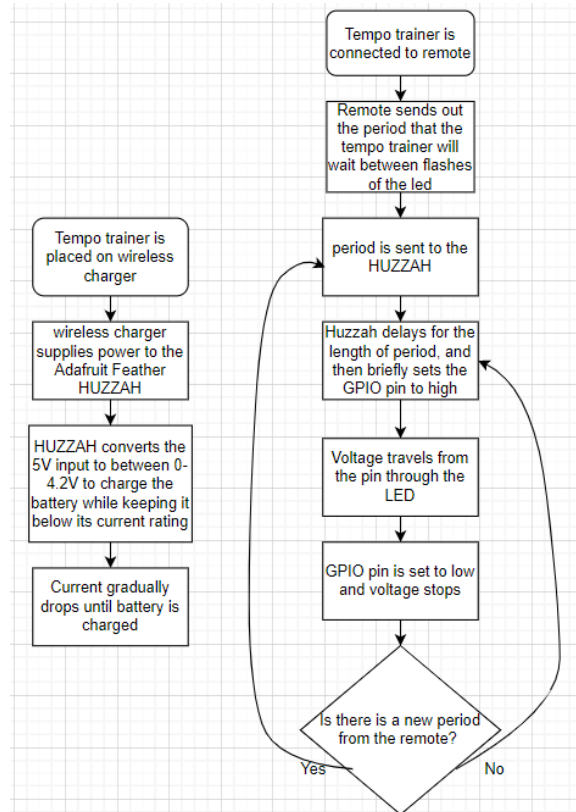 Tempo trainer is
placed on wireless
charger
wireless charger
supplies power to the
Adafruit Feather
HUZZAH
HUZZAH converts the
5V input to between 0-
4.2V to charge the
battery while keeping it
below its current rating
Current gradually
drops until battery is
charged
Tempo trainer is
connected to remote
Remote sends out
the period that the
tempo trainer will
wait between flashes
of the led
period is sent to the
HUZZAH
Huzzah delays for the
length of period, and
then briefly sets the
GPIO pin to high
Voltage travels from
the pin through the
LED
GPIO pin is set to low
and voltage stops
Is there is a new period
from the remote?
Yes
No